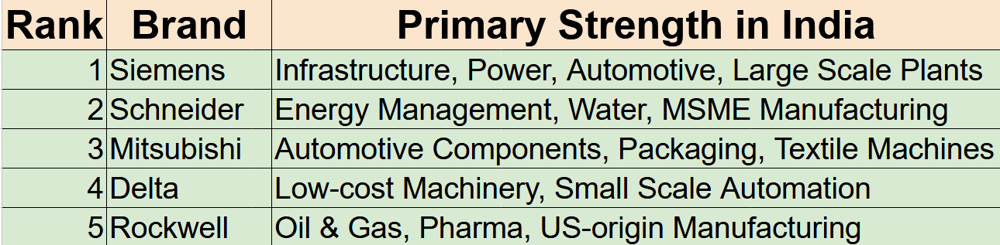 Rank Brand Primary Strength in India
1 Siemens Infrastructure, Power, Automotive, Large Scale Plants
2 Schneider Energy Management, Water, MSME Manufacturing
3 Mitsubishi Automotive Components, Packaging, Textile Machines
4 Delta Low-cost Machinery, Small Scale Automation
5 Rockwell Oil & Gas, Pharma, US-origin Manufacturing